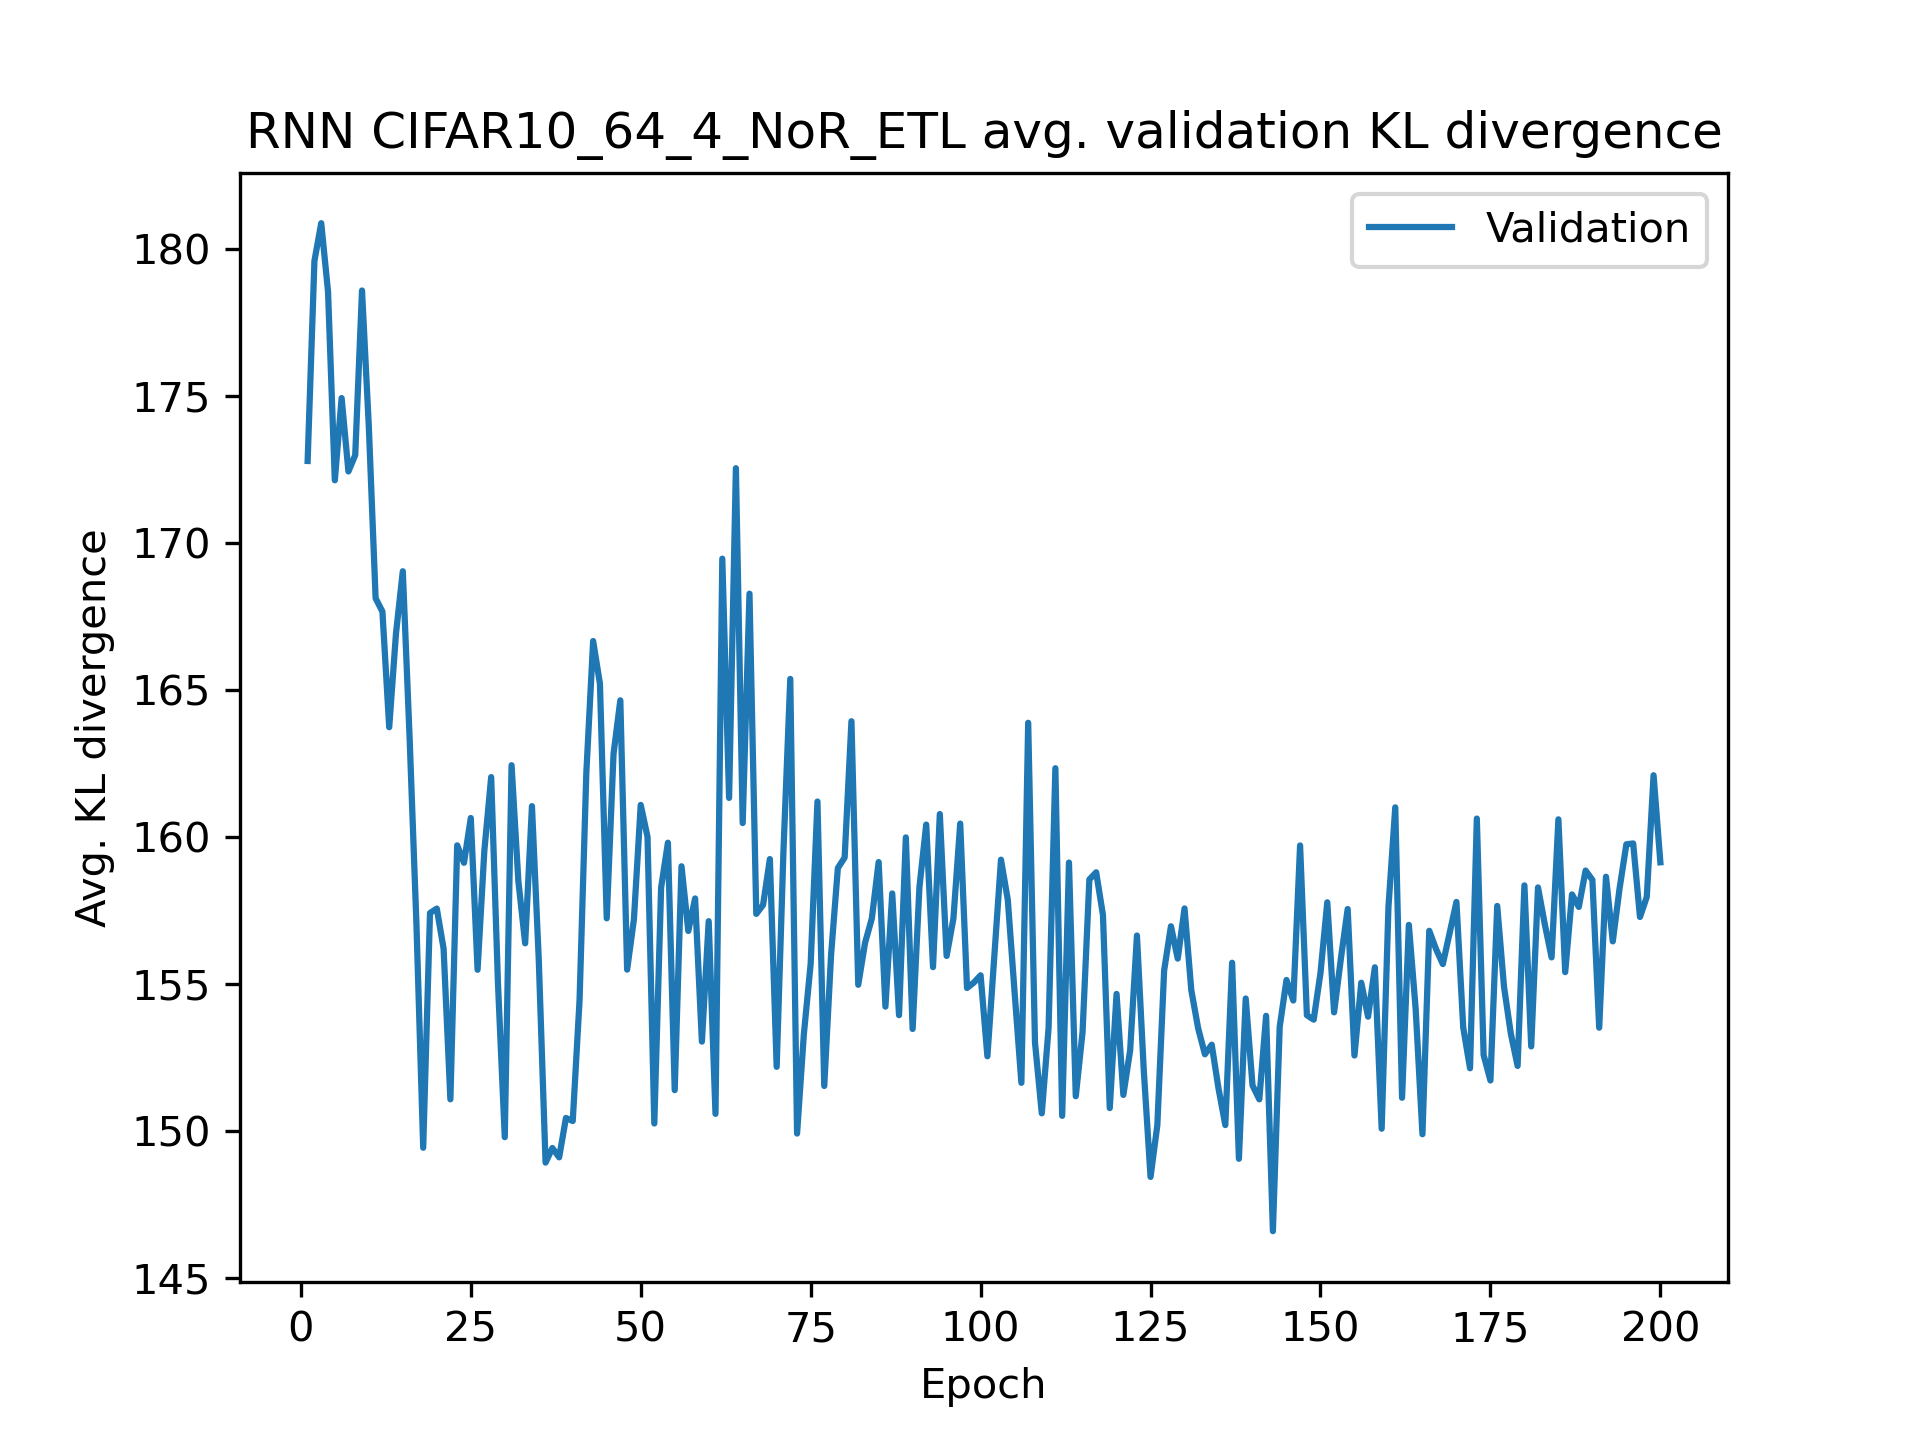 RNN CIFAR10_64_4_NoR_ETL avg. validation KL divergence
Validation
Avg. KL divergence
180
175
170
165
160
155
150
145
0 25 50 75 100 125 150 175 200
Epoch